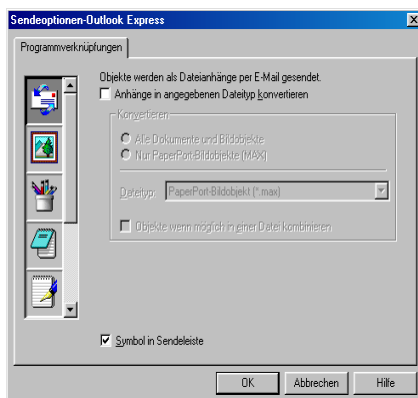 Sendeoptionen-Outlook Express
Programmverknüpfungen
Objekte werden als Dateianhänge per E-Mail gesendet.
Anhänge in angegebenen Dateityp konvertieren
Konvertieren
Alle Dokumente und Bildobjekte
Nur PaperPort-Bildobjekte (MAX)
Dateityp: PaperPort-Bildobjekt (*.max)
Objekte wenn möglich in einer Datei kombinieren
Symbol in Sendeleiste
OK Abbrechen Hilfe